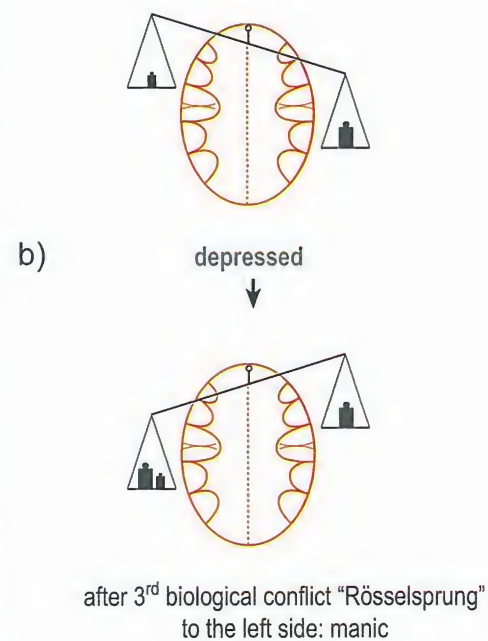 b)
depressed
after 3rd biological conflict “Rösselsprung”
to the left side: manic